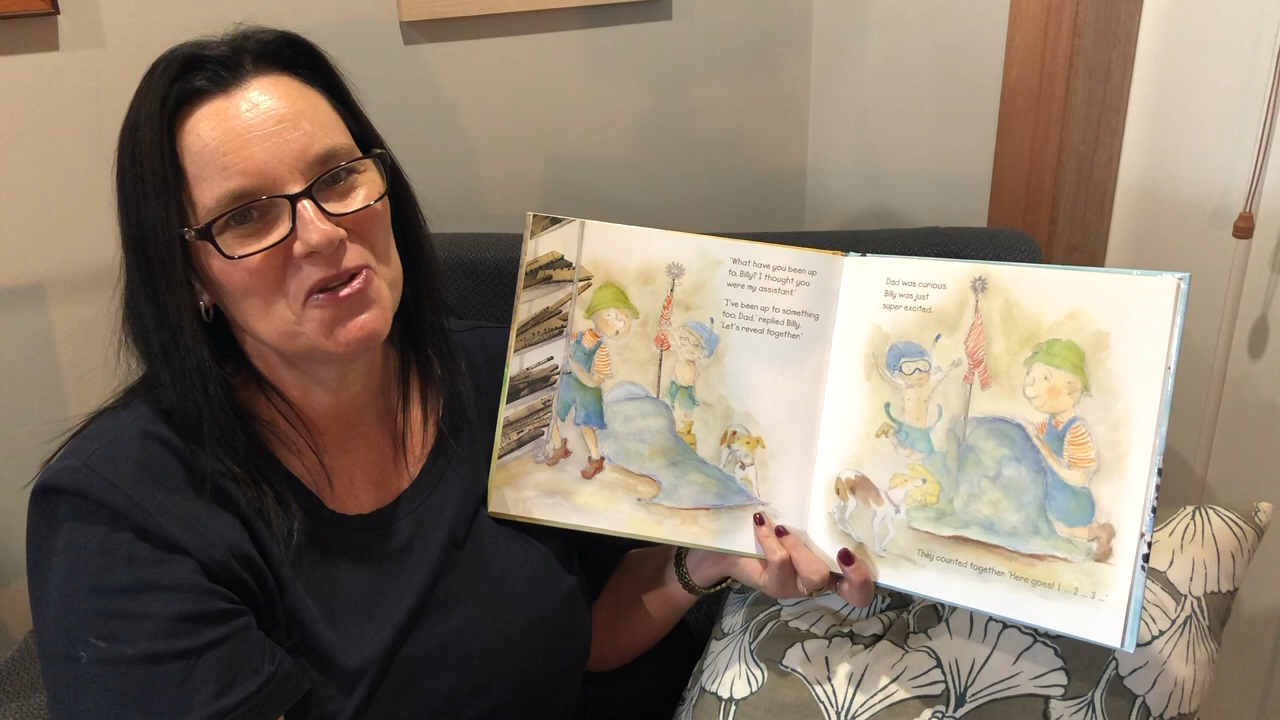 'What have you been up
to, Billy? I thought you
were my assistant.'
'I've been up to something
too, Dad,' replied Billy.
'Let's reveal together.'
Dad was curious.
Billy was just
super excited.
They counted together. 'Here goes! 1 ... 2 ... 3 ...'